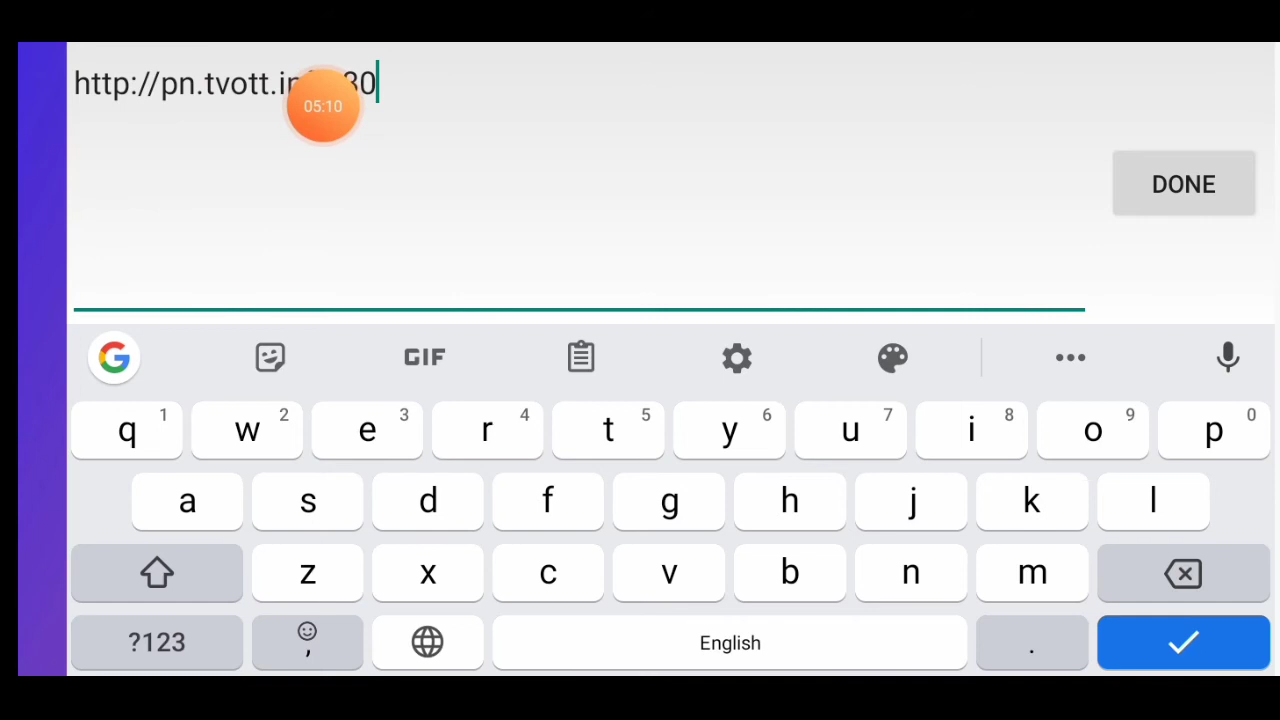 http://pn.tvott.in
05:10
DONE
GIF
q 1 w 2 e 3 r 4 t 5 y 6 u 7 i 8 o 9 p 0
a s d f g h j k l
z x c v b n m
?123 , English .